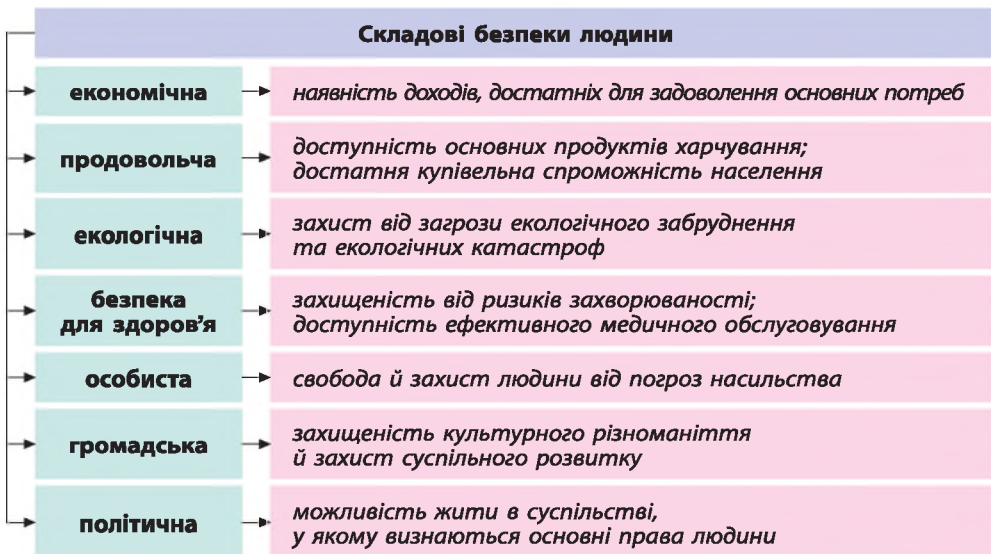 Складові безпеки людини
економічна
наявність доходів, достатніх для задоволення основних потреб
продовольча
доступність основних продуктів харчування;
достатня купівельна спроможність населення
екологічна
захист від загрози екологічного забруднення
та екологічних катастроф
безпека
для здоров’я
захищеність від ризиків захворюваності;
доступність ефективного медичного обслуговування
особиста
свобода й захист людини від погроз насильства
громадська
захищеність культурного різноманіття
й захист суспільного розвитку
політична
можливість жити в суспільстві,
у якому визнаються основні права людини